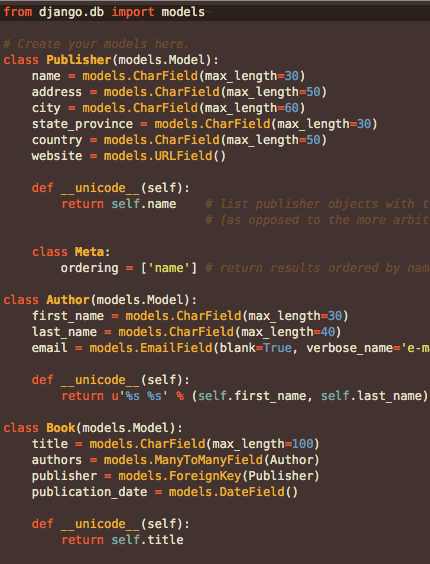 from django.db import models
# Create your models here.
class Publisher(models.Model):
    name = models.CharField(max_length=30)
    address = models.CharField(max_length=50)
    city = models.CharField(max_length=60)
    state_province = models.CharField(max_length=30)
    country = models.CharField(max_length=50)
    website = models.URLField()
    def __unicode__(self):
        return self.name    # list publisher objects with
                            # (as opposed to the more
    class Meta:
        ordering = ['name'] # return results ordered by
class Author(models.Model):
    first_name = models.CharField(max_length=30)
    last_name = models.CharField(max_length=40)
    email = models.EmailField(blank=True, verbose_name='e-m
    def __unicode__(self):
        return u'%s %s' % (self.first_name, self.last_name)
class Book(models.Model):
    title = models.CharField(max_length=100)
    authors = models.ManyToManyField(Author)
    publisher = models.ForeignKey(Publisher)
    publication_date = models.DateField()
    def __unicode__(self):
        return self.title